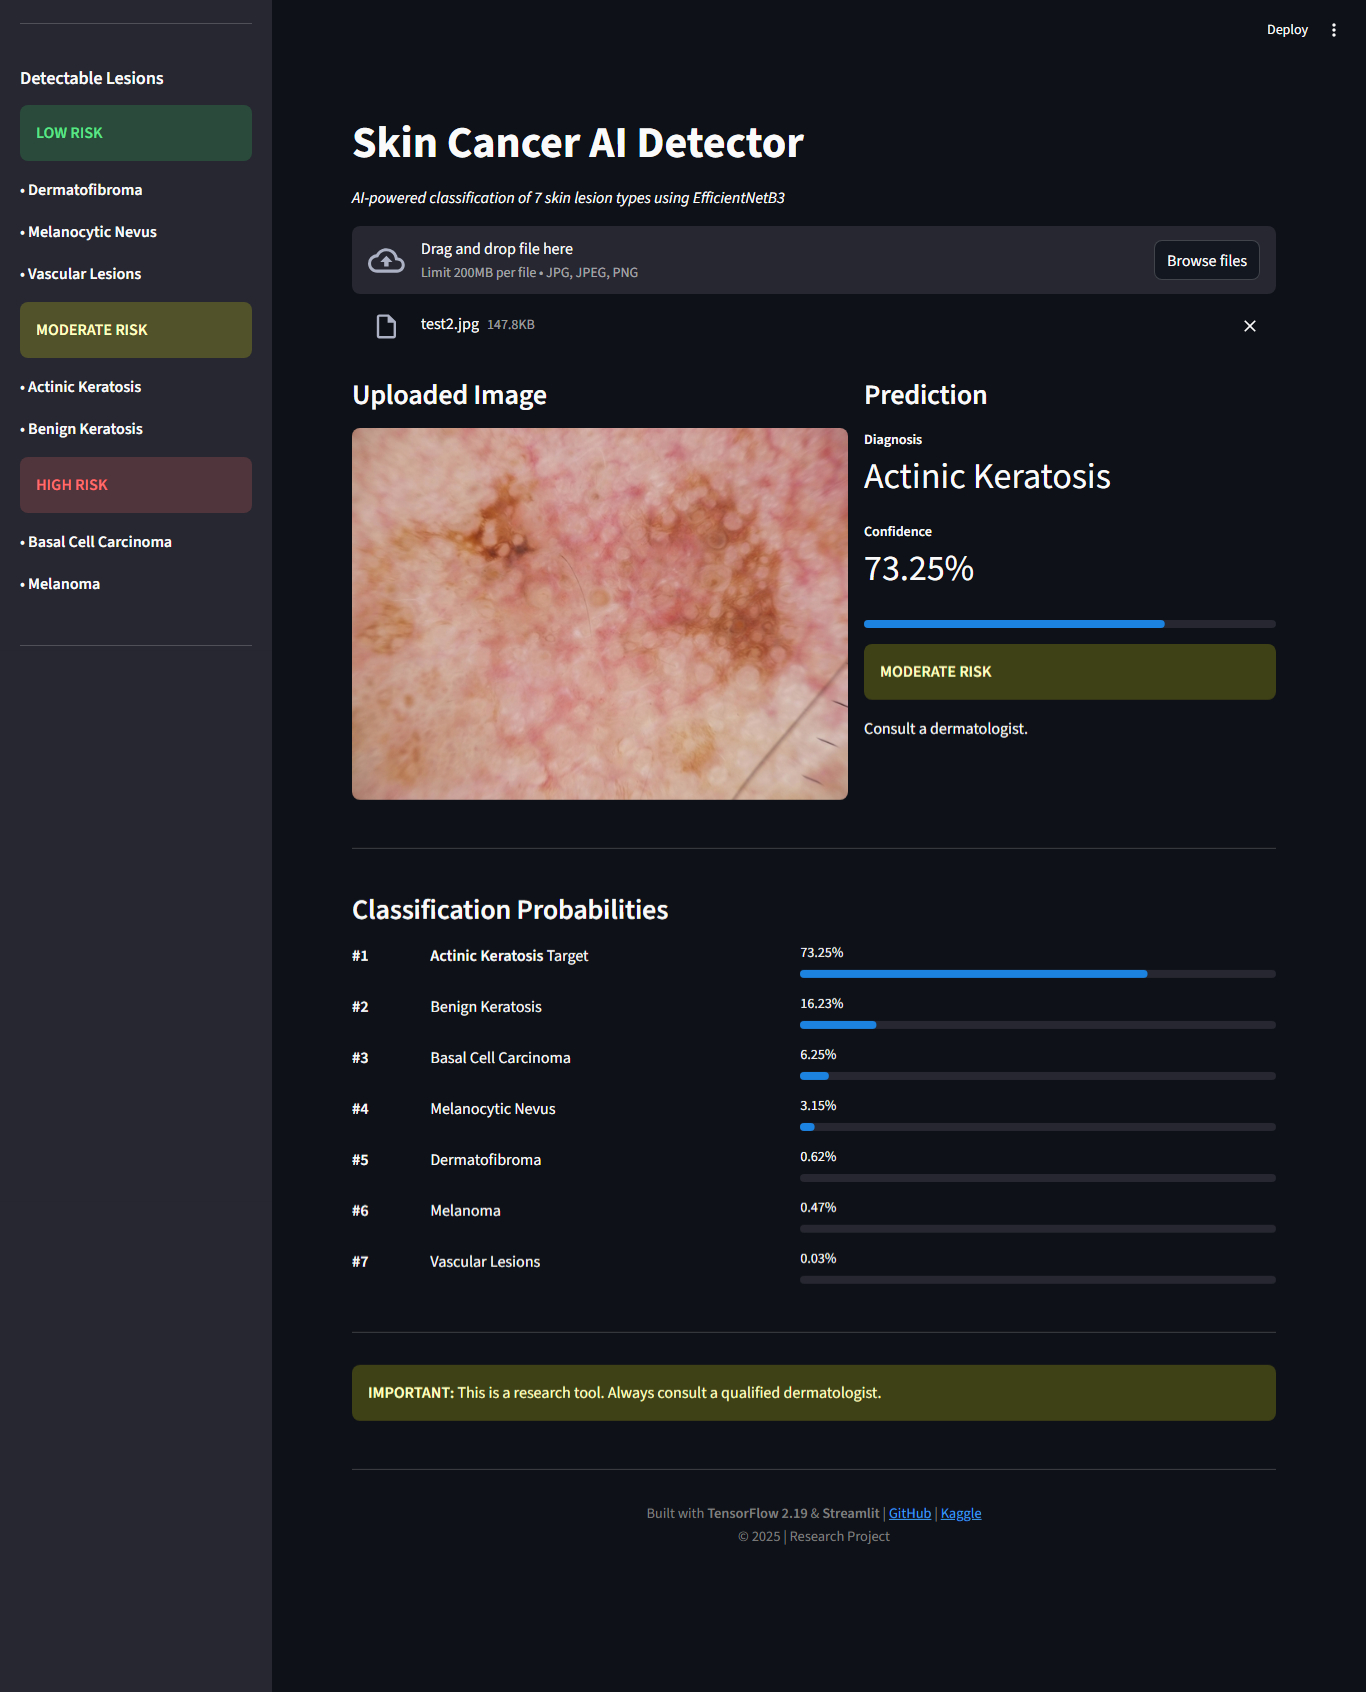 Deploy
Detectable Lesions
LOW RISK
• Dermatofibroma
• Melanocytic Nevus
• Vascular Lesions
MODERATE RISK
• Actinic Keratosis
• Benign Keratosis
HIGH RISK
• Basal Cell Carcinoma
• Melanoma
Skin Cancer AI Detector
AI-powered classification of 7 skin lesion types using EfficientNetB3
Drag and drop file here
Limit 200MB per file • JPG, JPEG, PNG
Browse files
test2.jpg 147.8KB
Uploaded Image
Prediction
Diagnosis
Actinic Keratosis
Confidence
73.25%
MODERATE RISK
Consult a dermatologist.
Classification Probabilities
#1 Actinic Keratosis Target 73.25%
#2 Benign Keratosis 16.23%
#3 Basal Cell Carcinoma 6.25%
#4 Melanocytic Nevus 3.15%
#5 Dermatofibroma 0.62%
#6 Melanoma 0.47%
#7 Vascular Lesions 0.03%
IMPORTANT: This is a research tool. Always consult a qualified dermatologist.
Built with TensorFlow 2.19 & Streamlit | GitHub | Kaggle
© 2025 | Research Project